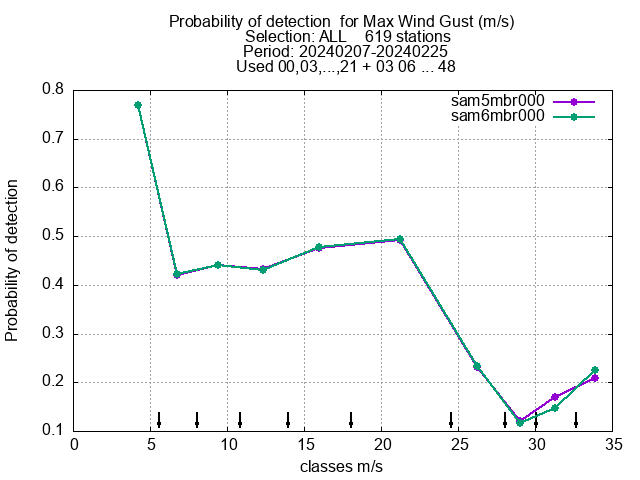 Probability of detection  for Max Wind Gust (m/s)
Selection: ALL    619 stations
Period: 20240207-20240225
Used 00,03,...,21 + 03 06 ... 48
sam5mbr000
sam6mbr000
Probability of detection
0.8
0.7
0.6
0.5
0.4
0.3
0.2
0.1
0 5 10 15 20 25 30 35
classes m/s